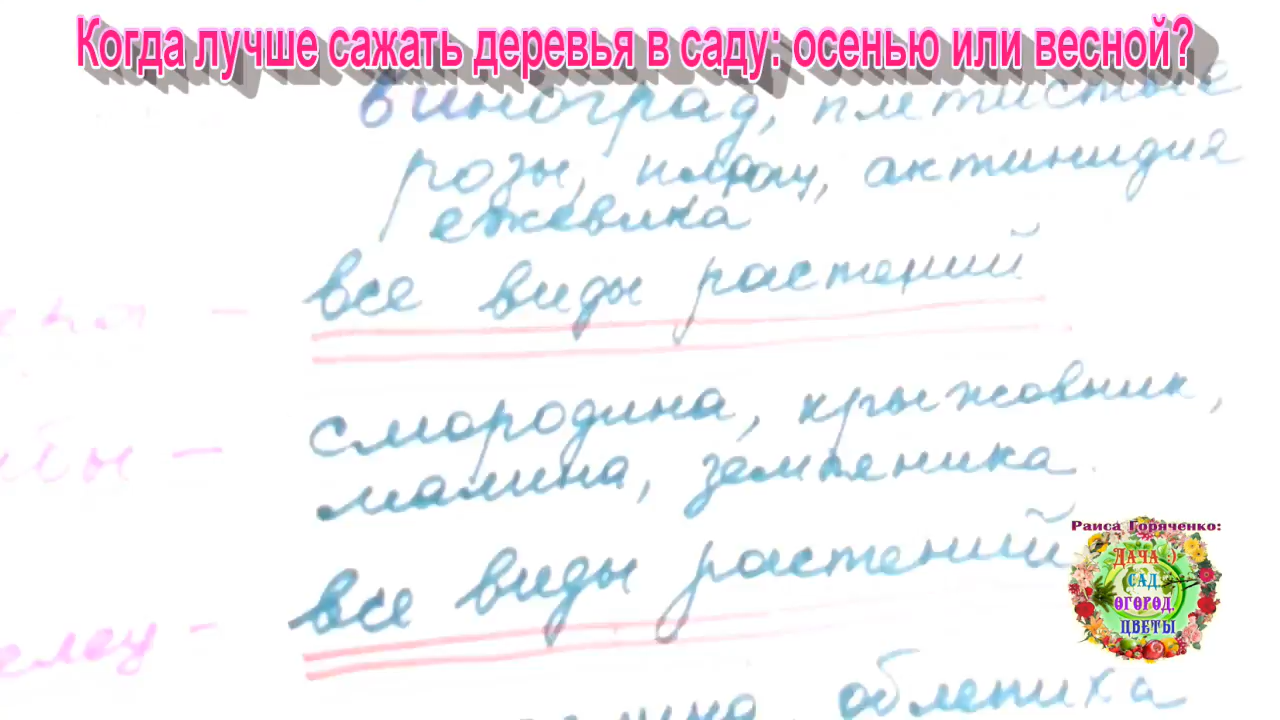 Когда лучше сажать деревья в саду: осенью или весной?
виноград, плетистые
розы, плющ, актинидия
ежевика
все виды растений
смородина, крыжовник,
малина, земляника
все виды растений
облепиха
Раиса Горяченко:
ДАЧА :)
САД,
ОГОРОД,
ЦВЕТЫ